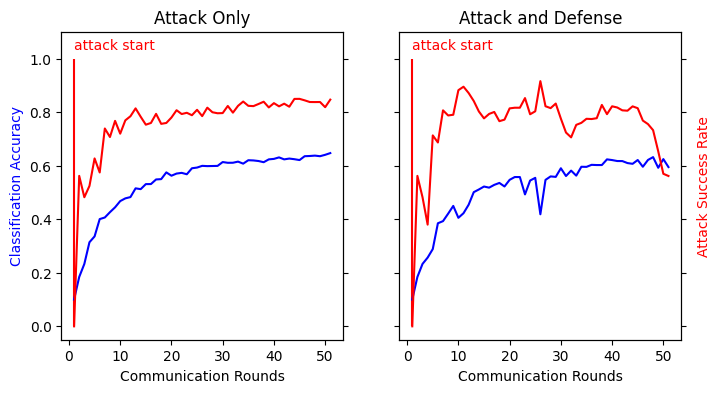 Attack Only
Attack and Defense
attack start
attack start
Classification Accuracy
Attack Success Rate
1.0
0.8
0.6
0.4
0.2
0.0
0 10 20 30 40 50
0 10 20 30 40 50
Communication Rounds
Communication Rounds